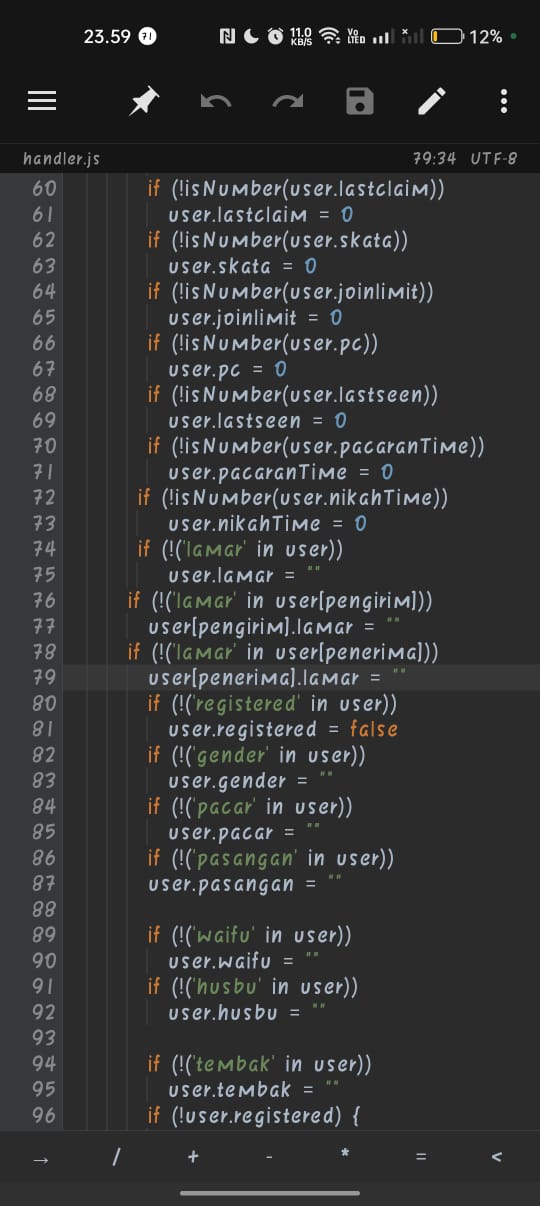 23.59 71 N 11.0 KB/S Vo LTED x 12%
handler.js 79:34 UTF-8
60 if (!isNumber(user.lastclaim))
61 user.lastclaim = 0
62 if (!isNumber(user.skata))
63 user.skata = 0
64 if (!isNumber(user.joinlimit))
65 user.joinlimit = 0
66 if (!isNumber(user.pc))
67 user.pc = 0
68 if (!isNumber(user.lastseen))
69 user.lastseen = 0
70 if (!isNumber(user.pacaranTime))
71 user.pacaranTime = 0
72 if (!isNumber(user.nikahTime))
73 user.nikahTime = 0
74 if (!('lamar' in user))
75 user.lamar = ""
76 if (!('lamar' in user[pengirim]))
77 user[pengirim].lamar = ""
78 if (!('lamar' in user[penerima]))
79 user[penerima].lamar = ""
80 if (!('registered' in user))
81 user.registered = false
82 if (!('gender' in user))
83 user.gender = ""
84 if (!('pacar' in user))
85 user.pacar = ""
86 if (!('pasangan' in user))
87 user.pasangan = ""
88
89 if (!('waifu' in user))
90 user.waifu = ""
91 if (!('husbu' in user))
92 user.husbu = ""
93
94 if (!('tembak' in user))
95 user.tembak = ""
96 if (!user.registered) {
→ / + - * = <